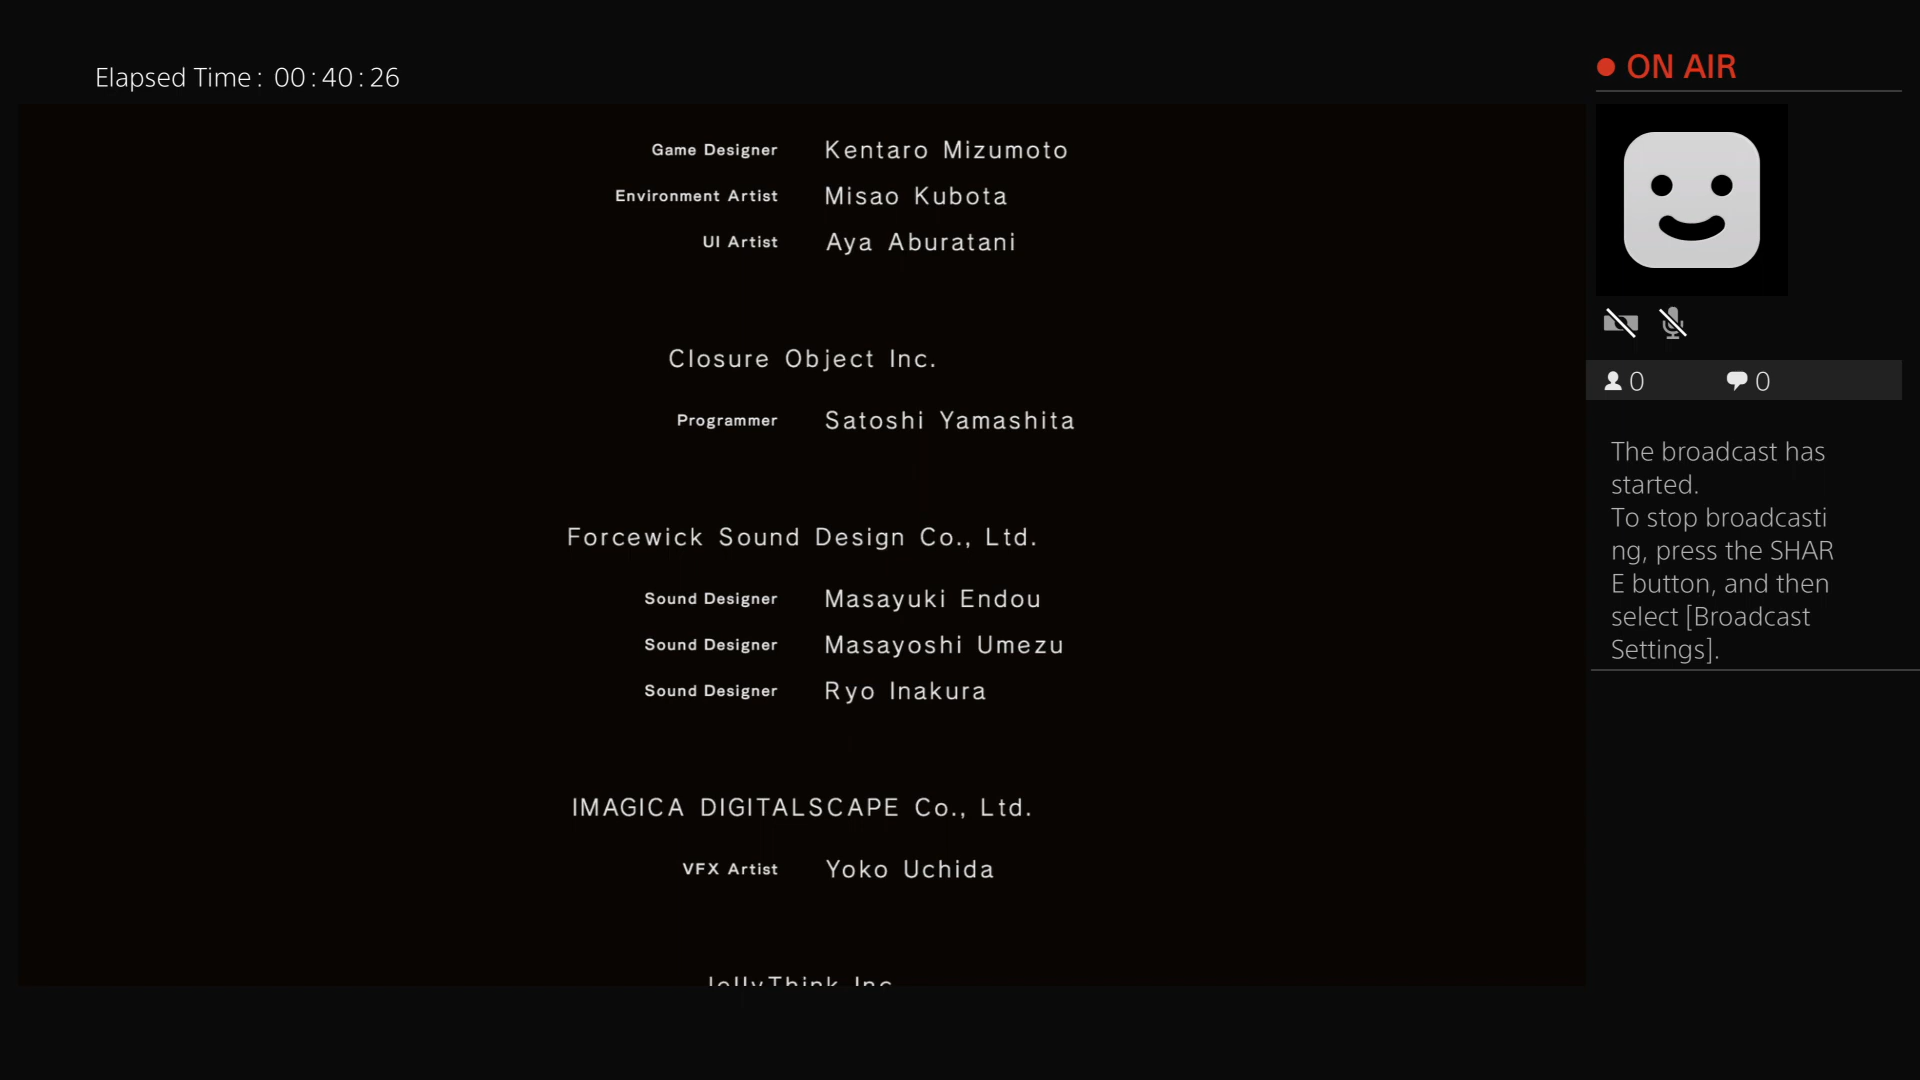 Elapsed Time : 00:40:26
ON AIR
Game Designer Kentaro Mizumoto
Environment Artist Misao Kubota
UI Artist Aya Aburatani
Closure Object Inc.
Programmer Satoshi Yamashita
Forcewick Sound Design Co., Ltd.
Sound Designer Masayuki Endou
Sound Designer Masayoshi Umezu
Sound Designer Ryo Inakura
IMAGICA DIGITALSCAPE Co., Ltd.
VFX Artist Yoko Uchida
JellyThink Inc.
0 0
The broadcast has
started.
To stop broadcasti
ng, press the SHAR
E button, and then
select [Broadcast
Settings].